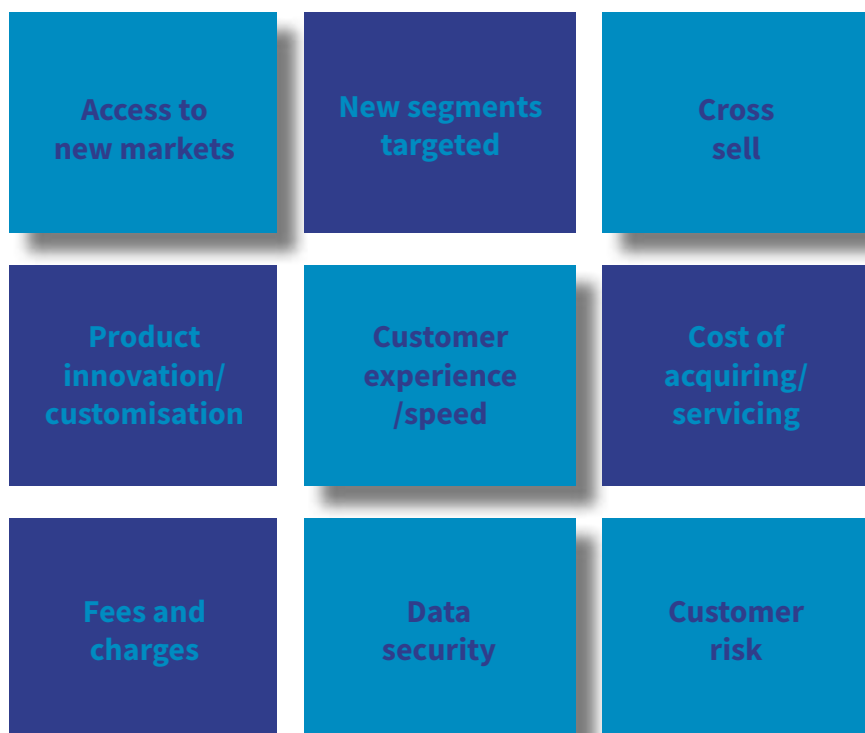 Access to
new markets
New segments
targeted
Cross
sell
Product
innovation/
customisation
Customer
experience
/speed
Cost of
acquiring/
servicing
Fees and
charges
Data
security
Customer
risk